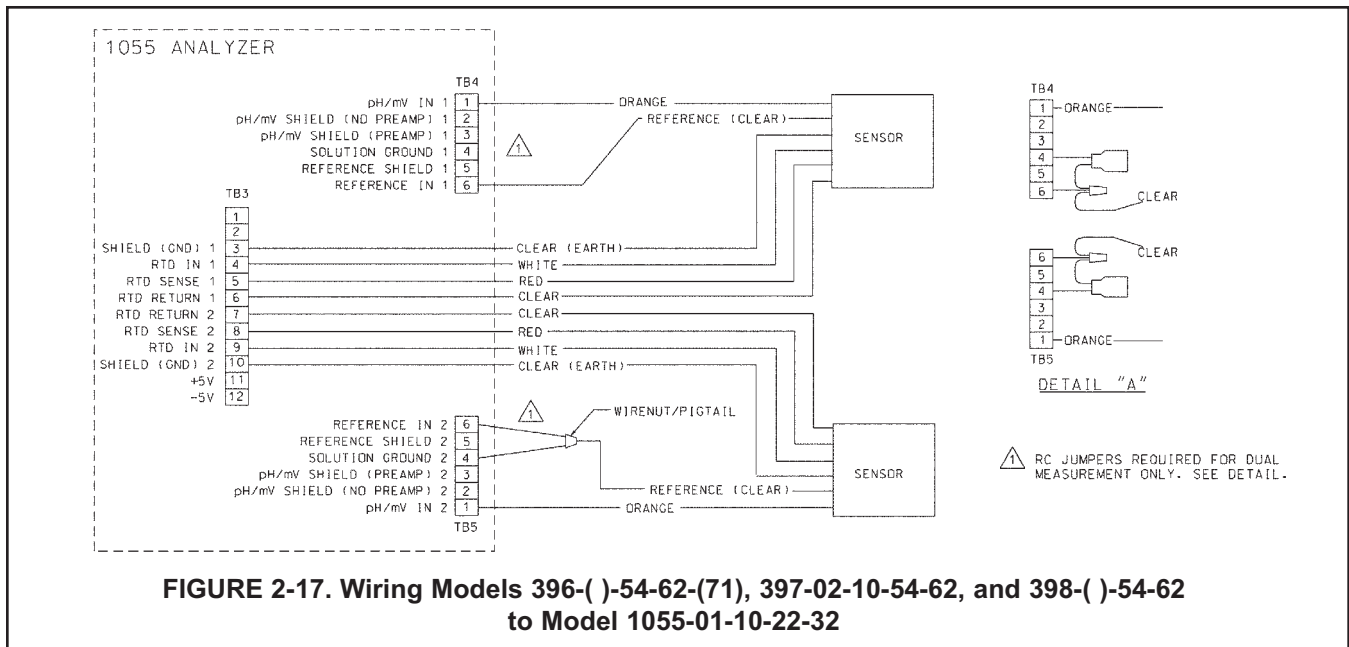 1055 ANALYZER
TB4
pH/mV IN 1 1
pH/mV SHIELD (NO PREAMP) 1 2
pH/mV SHIELD (PREAMP) 1 3
SOLUTION GROUND 1 4
REFERENCE SHIELD 1 5
REFERENCE IN 1 6
1
ORANGE
REFERENCE (CLEAR)
SENSOR
TB3
1
2
SHIELD (GND) 1 3
RTD IN 1 4
RTD SENSE 1 5
RTD RETURN 1 6
RTD RETURN 2 7
RTD SENSE 2 8
RTD IN 2 9
SHIELD (GND) 2 10
+5V 11
-5V 12
CLEAR (EARTH)
WHITE
RED
CLEAR
CLEAR
RED
WHITE
CLEAR (EARTH)
1
WIRENUT/PIGTAIL
REFERENCE IN 2 6
REFERENCE SHIELD 2 5
SOLUTION GROUND 2 4
pH/mV SHIELD (PREAMP) 2 3
pH/mV SHIELD (NO PREAMP) 2 2
pH/mV IN 2 1
TB5
REFERENCE (CLEAR)
ORANGE
SENSOR
TB4
1 ORANGE
2
3
4
5
6
CLEAR
CLEAR
6
5
4
3
2
1 ORANGE
TB5
DETAIL "A"
1 RC JUMPERS REQUIRED FOR DUAL
MEASUREMENT ONLY. SEE DETAIL.
FIGURE 2-17. Wiring Models 396-( )-54-62-(71), 397-02-10-54-62, and 398-( )-54-62
to Model 1055-01-10-22-32